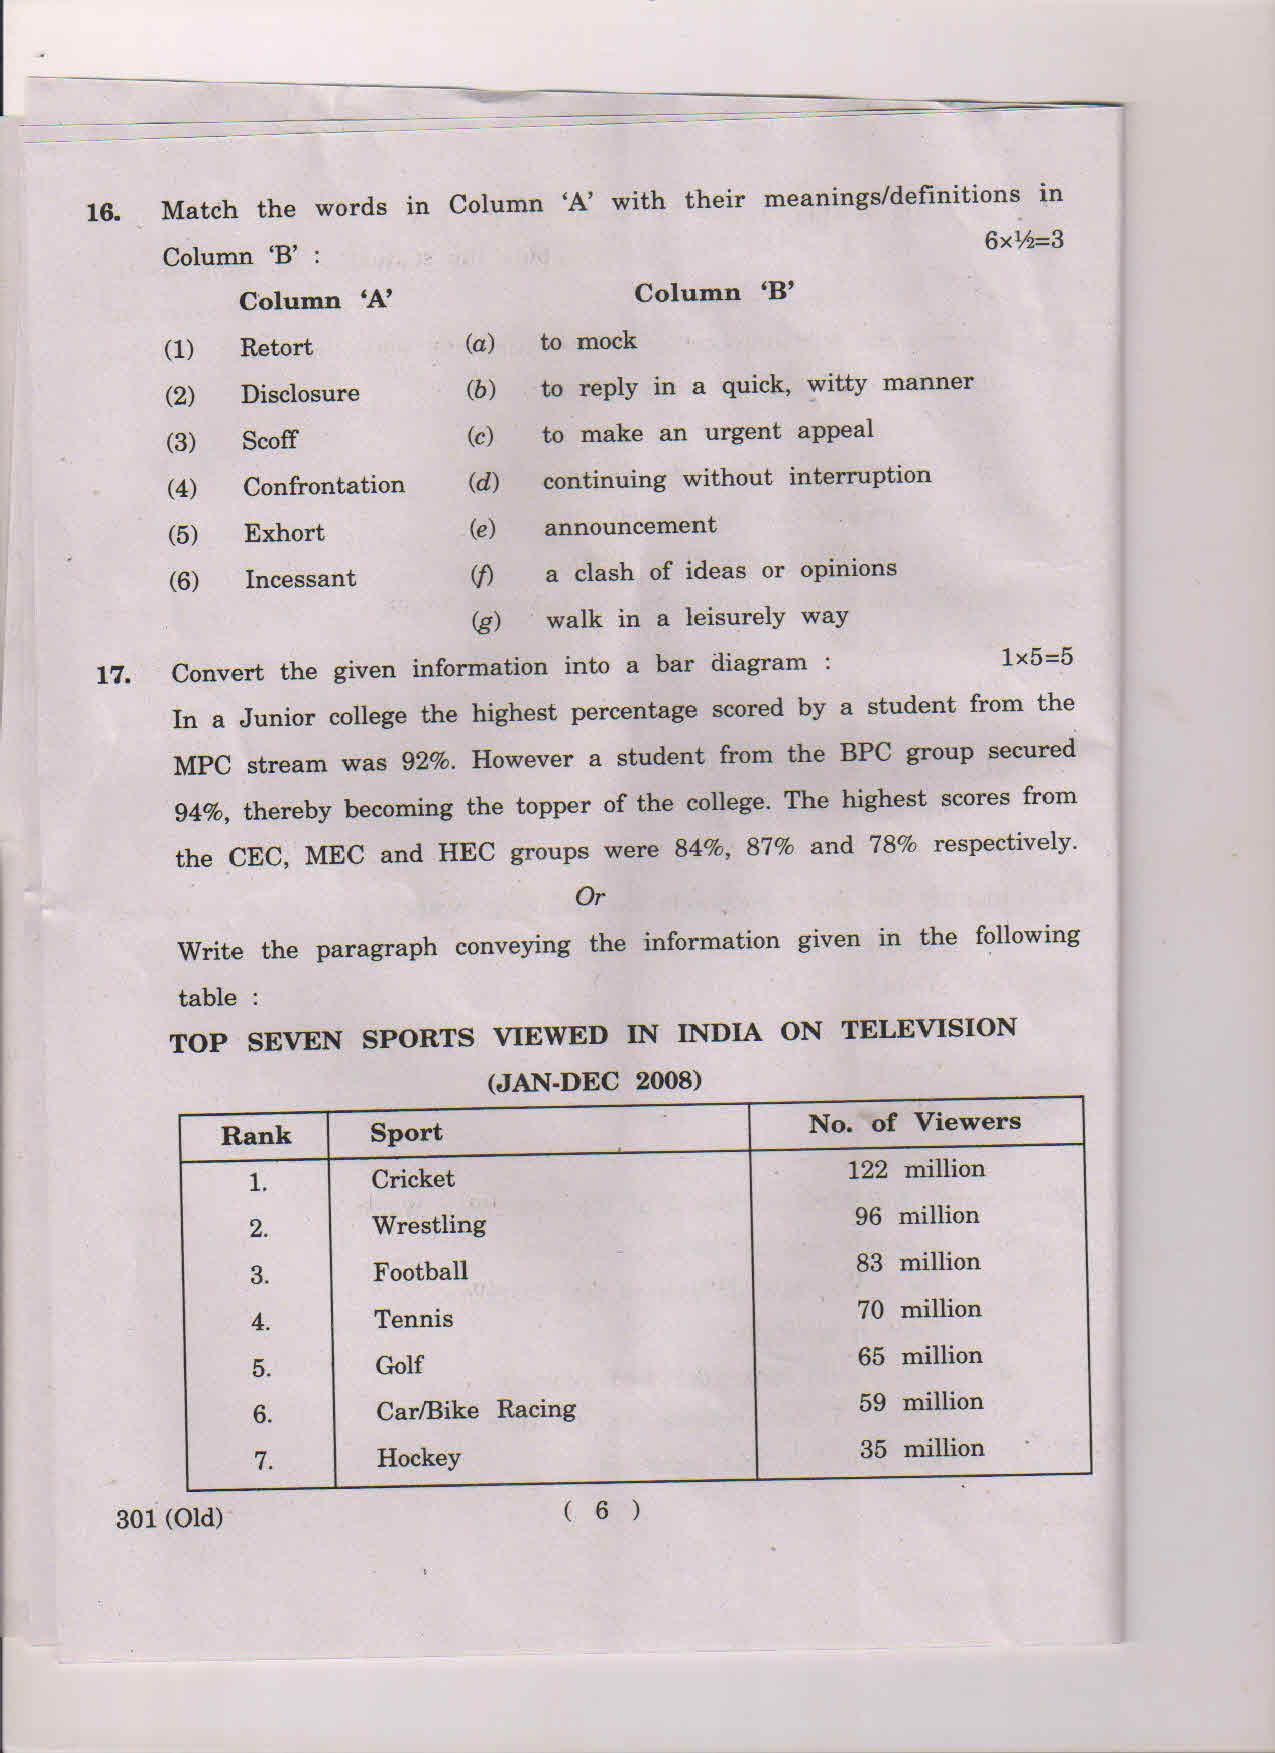 16. Match the words in Column ‘A’ with their meanings/definitions in
Column ‘B’ : 6×½=3
Column ‘A’ Column ‘B’
(1) Retort (a) to mock
(2) Disclosure (b) to reply in a quick, witty manner
(3) Scoff (c) to make an urgent appeal
(4) Confrontation (d) continuing without interruption
(5) Exhort (e) announcement
(6) Incessant (f) a clash of ideas or opinions
(g) walk in a leisurely way
17. Convert the given information into a bar diagram : 1×5=5
In a Junior college the highest percentage scored by a student from the
MPC stream was 92%. However a student from the BPC group secured
94%, thereby becoming the topper of the college. The highest scores from
the CEC, MEC and HEC groups were 84%, 87% and 78% respectively.
Or
Write the paragraph conveying the information given in the following
table :
TOP SEVEN SPORTS VIEWED IN INDIA ON TELEVISION
(JAN-DEC 2008)
Rank Sport No. of Viewers
1. Cricket 122 million
2. Wrestling 96 million
3. Football 83 million
4. Tennis 70 million
5. Golf 65 million
6. Car/Bike Racing 59 million
7. Hockey 35 million
301 (Old) ( 6 )